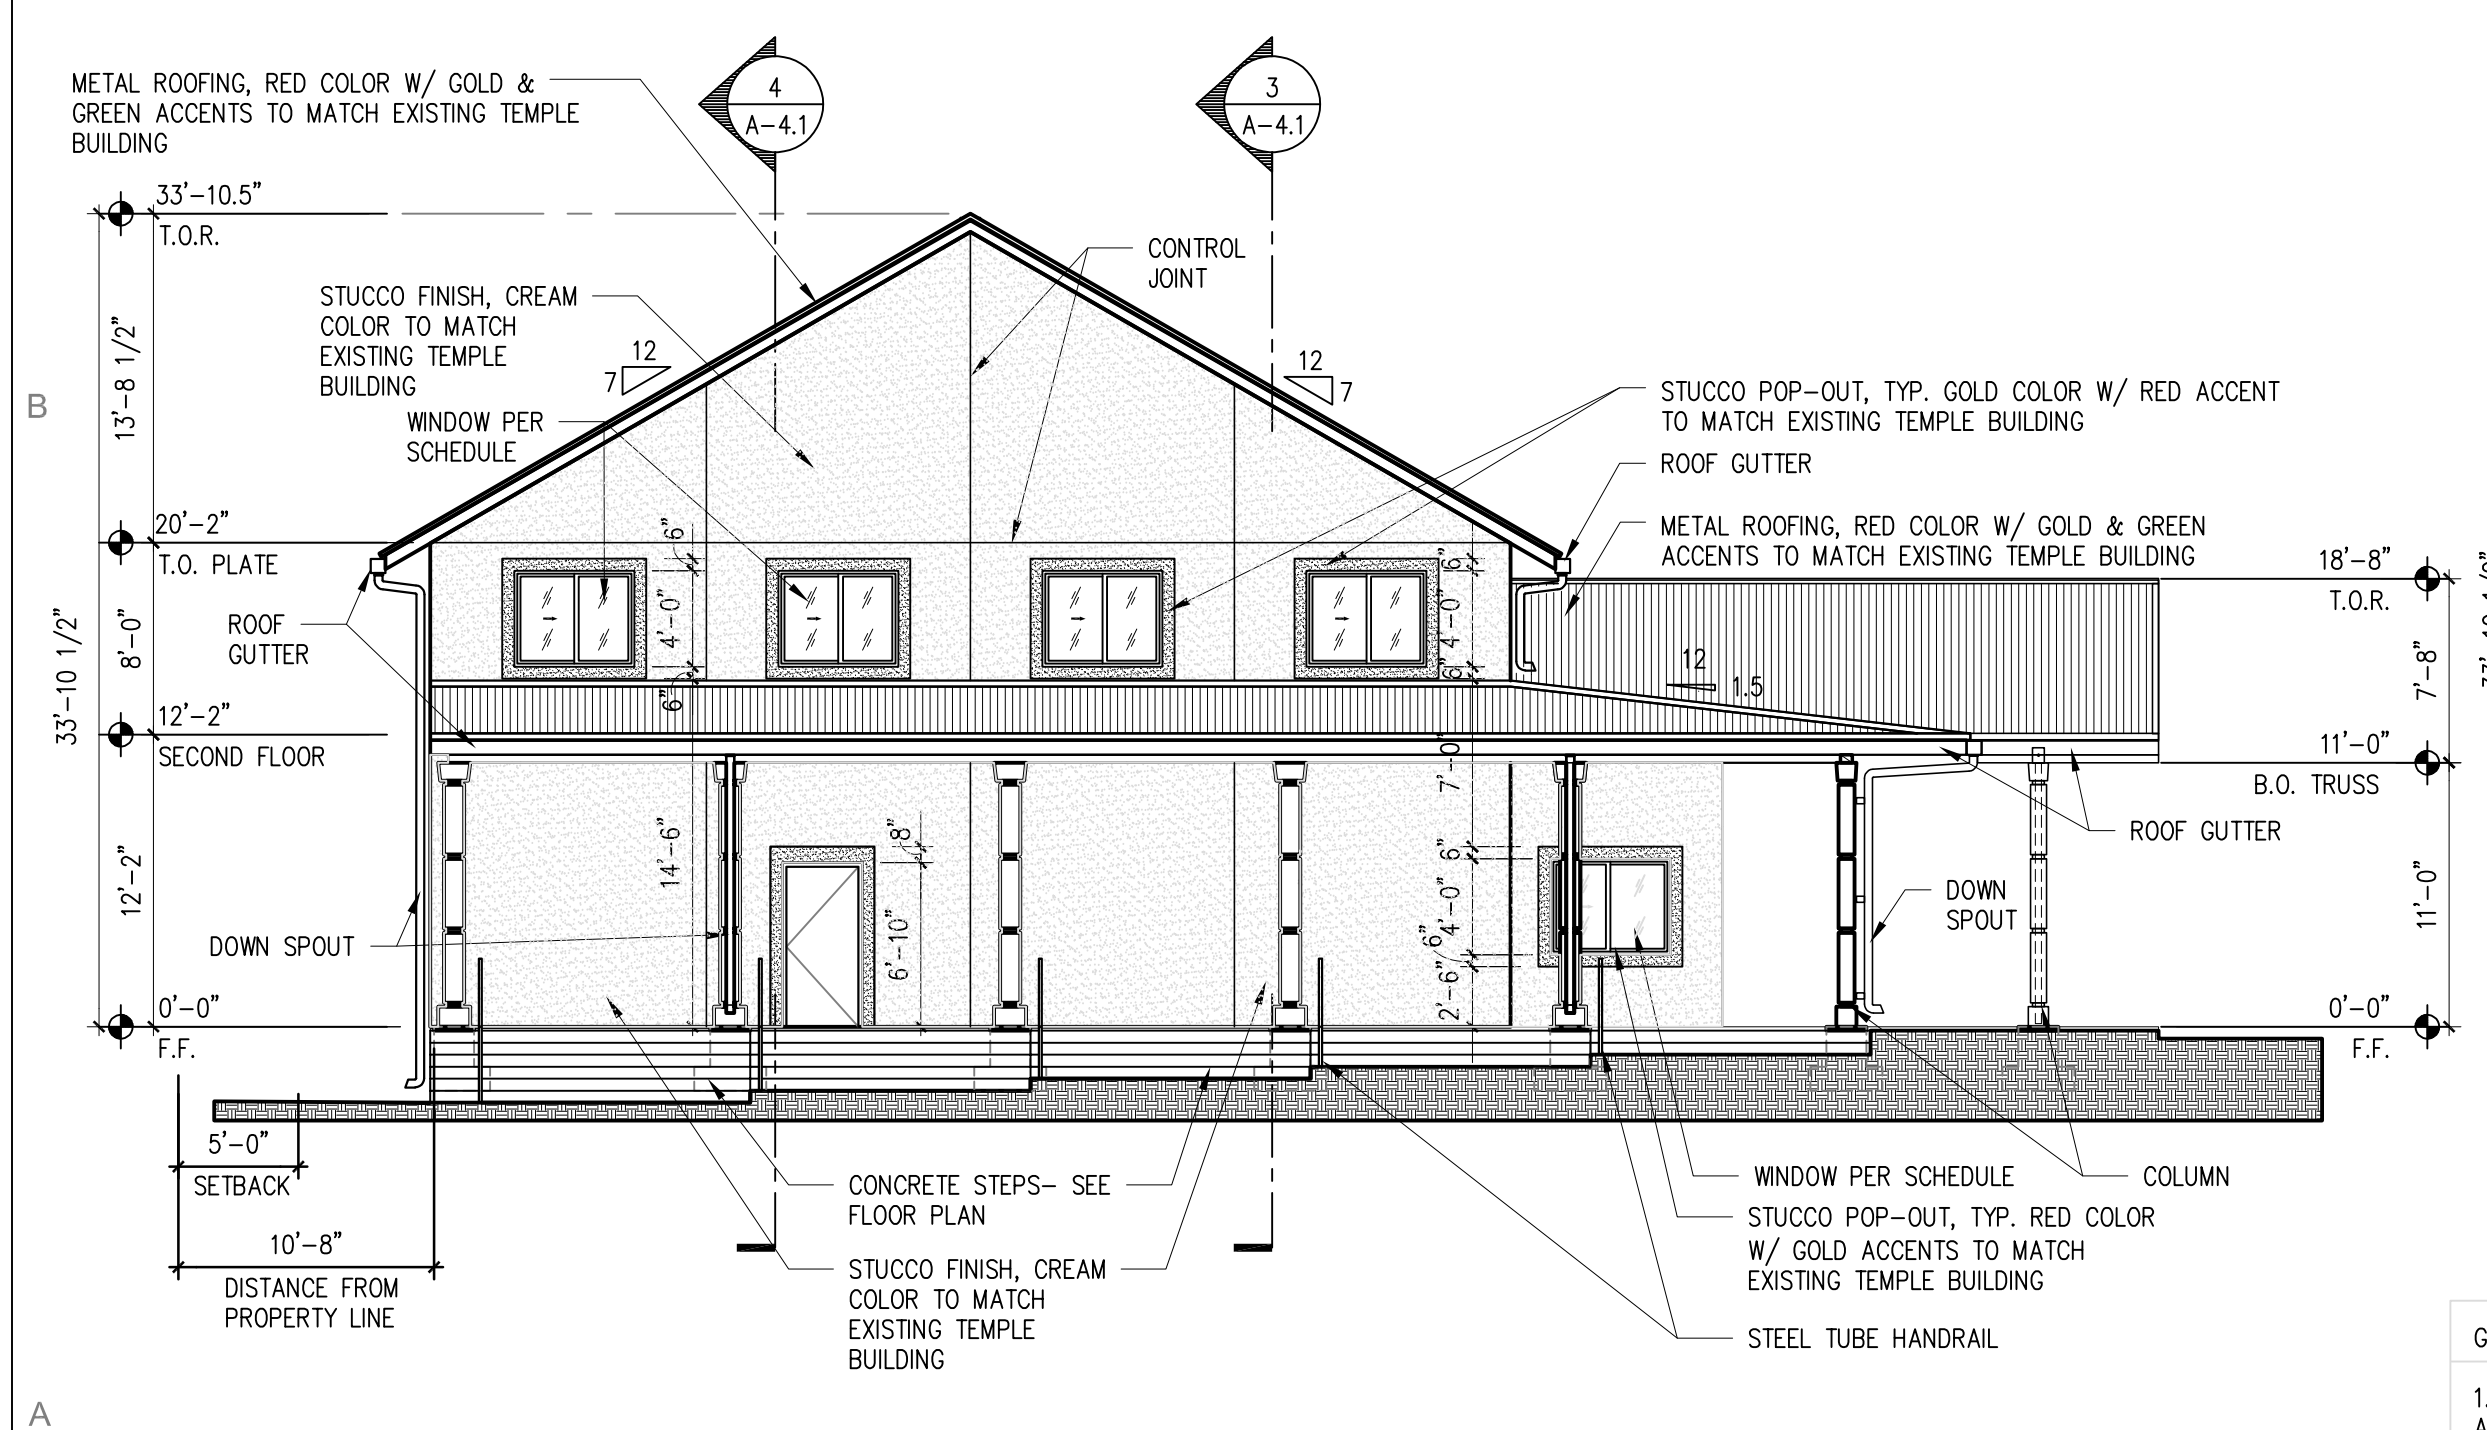 METAL ROOFING, RED COLOR W/ GOLD &
GREEN ACCENTS TO MATCH EXISTING TEMPLE
BUILDING
4
A-4.1
3
A-4.1
33'-10.5"
T.O.R.
CONTROL
JOINT
STUCCO FINISH, CREAM
COLOR TO MATCH
EXISTING TEMPLE
BUILDING
12
7
12
7
13'-8 1/2"
B
WINDOW PER
SCHEDULE
STUCCO POP-OUT, TYP. GOLD COLOR W/ RED ACCENT
TO MATCH EXISTING TEMPLE BUILDING
ROOF GUTTER
METAL ROOFING, RED COLOR W/ GOLD & GREEN
ACCENTS TO MATCH EXISTING TEMPLE BUILDING
20'-2"
T.O. PLATE
18'-8"
T.O.R.
6"
4'-0"
6"
6"
4'-0"
6"
33'-10 1/2"
8'-0"
ROOF
GUTTER
12
1.5
7'-8"
12'-2"
SECOND FLOOR
11'-0"
B.O. TRUSS
7'-0"
ROOF GUTTER
14'-6"
8"
6'-10"
6"
4'-0"
6"
2'-6"
12'-2"
DOWN SPOUT
DOWN
SPOUT
11'-0"
0'-0"
F.F.
0'-0"
F.F.
5'-0"
SETBACK
10'-8"
DISTANCE FROM
PROPERTY LINE
CONCRETE STEPS- SEE
FLOOR PLAN
STUCCO FINISH, CREAM
COLOR TO MATCH
EXISTING TEMPLE
BUILDING
WINDOW PER SCHEDULE
COLUMN
STUCCO POP-OUT, TYP. RED COLOR
W/ GOLD ACCENTS TO MATCH
EXISTING TEMPLE BUILDING
STEEL TUBE HANDRAIL
G
1.
A